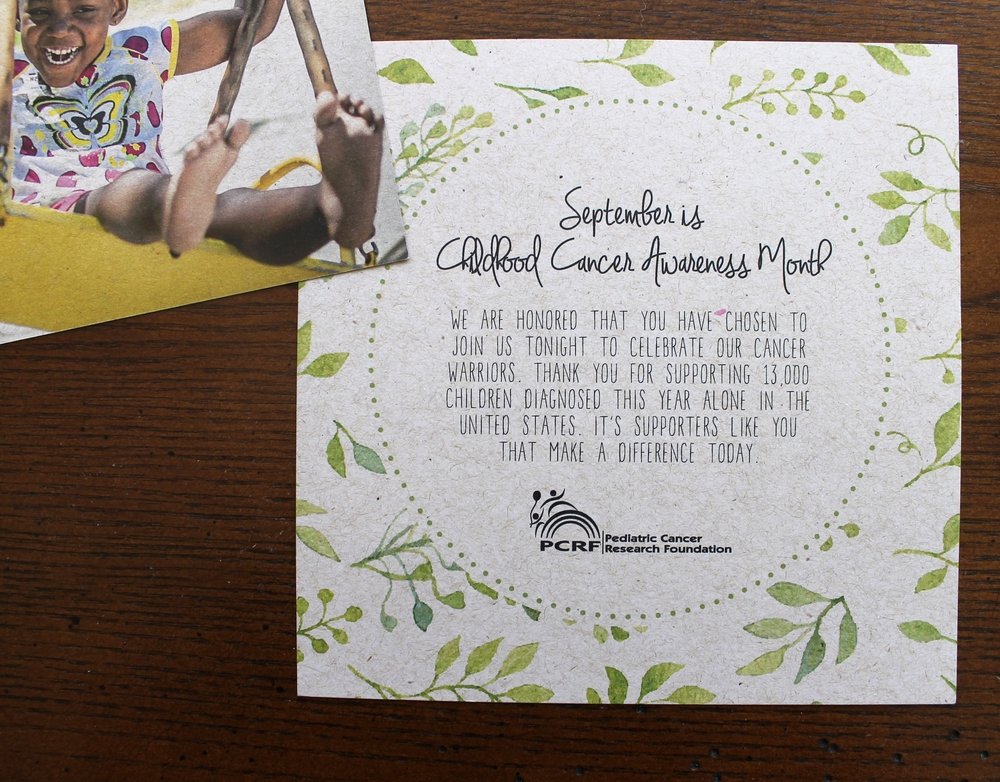 September is
Childhood Cancer Awareness Month
WE ARE HONORED THAT YOU HAVE CHOSEN TO
JOIN US TONIGHT TO CELEBRATE OUR CANCER
WARRIORS. THANK YOU FOR SUPPORTING 13,000
CHILDREN DIAGNOSED THIS YEAR ALONE IN THE
UNITED STATES. IT'S SUPPORTERS LIKE YOU
THAT MAKE A DIFFERENCE TODAY.
PCRF
Pediatric Cancer
Research Foundation